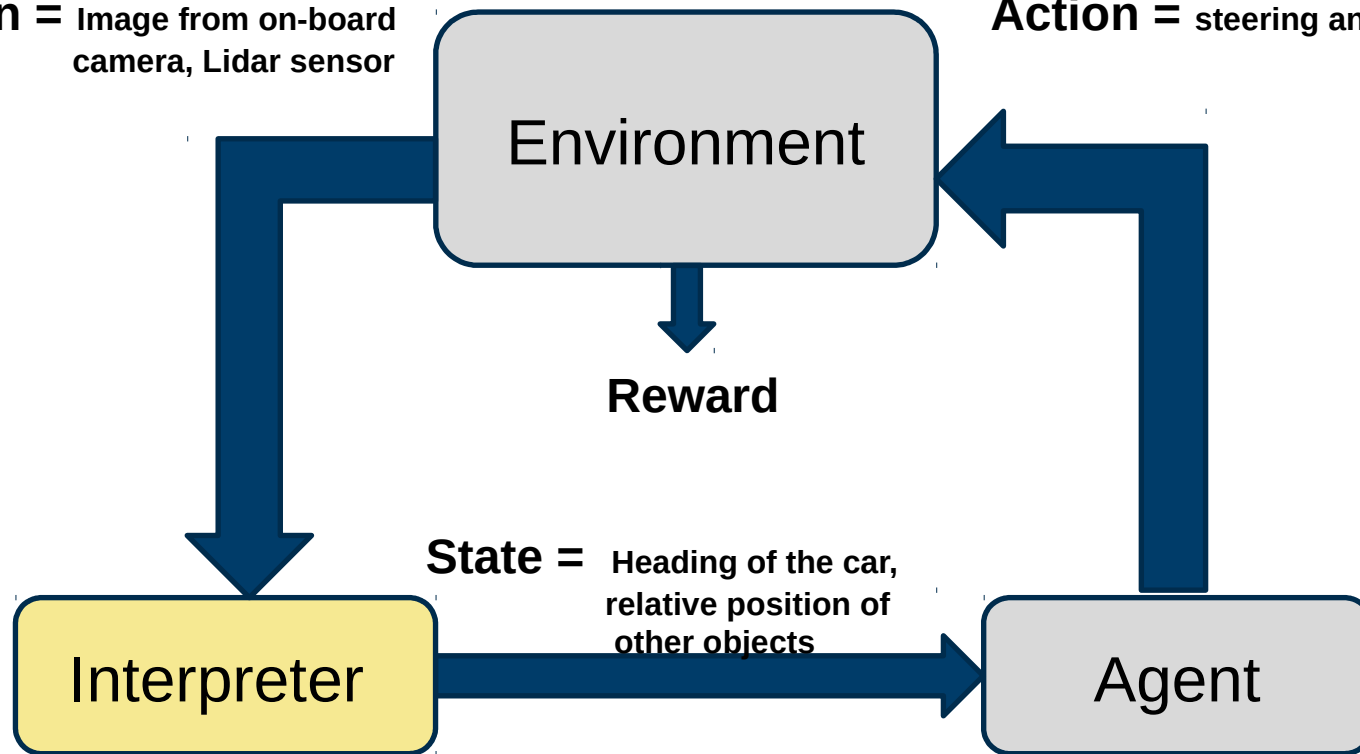 n = Image from on-board
camera, Lidar sensor
Action = steering an
Environment
Reward
State = Heading of the car,
relative position of
other objects
Interpreter
Agent